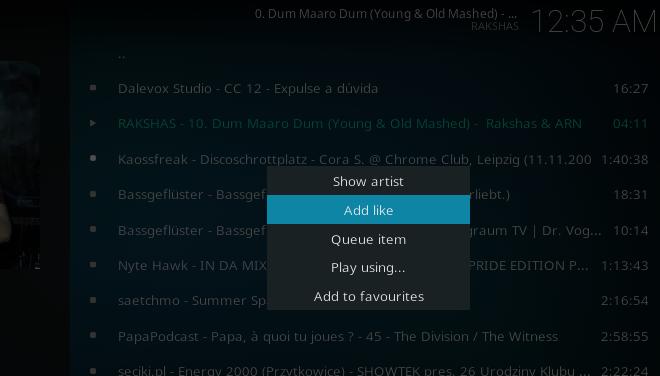 0. Dum Maaro Dum (Young & Old Mashed) - ...
RAKSHAS
12:35 AM
..
Dalevox Studio - CC 12 - Expulse a dúvida 16:27
RAKSHAS - 10. Dum Maaro Dum (Young & Old Mashed) - Rakshas & ARN 04:11
Kaossfreak - Discoschrottplatz - Cora S. @ Chrome Club, Leipzig (11.11.200 1:40:38
Show artist
Bassgeflüster - Bassgef rliebt.) 18:31
Add like
Bassgeflüster - Bassgef graum TV | Dr. Vog... 10:14
Queue item
Nyte Hawk - IN DA MIX PRIDE EDITION P... 1:13:43
Play using...
saetchmo - Summer Sp 2:16:54
Add to favourites
PapaPodcast - Papa, à quoi tu joues ? - 45 - The Division / The Witness 2:58:55
seciki.pl - Energy 2000 (Przytkowice) - SHOWTEK pres. 26 Urodziny Klubu ... 2:22:24